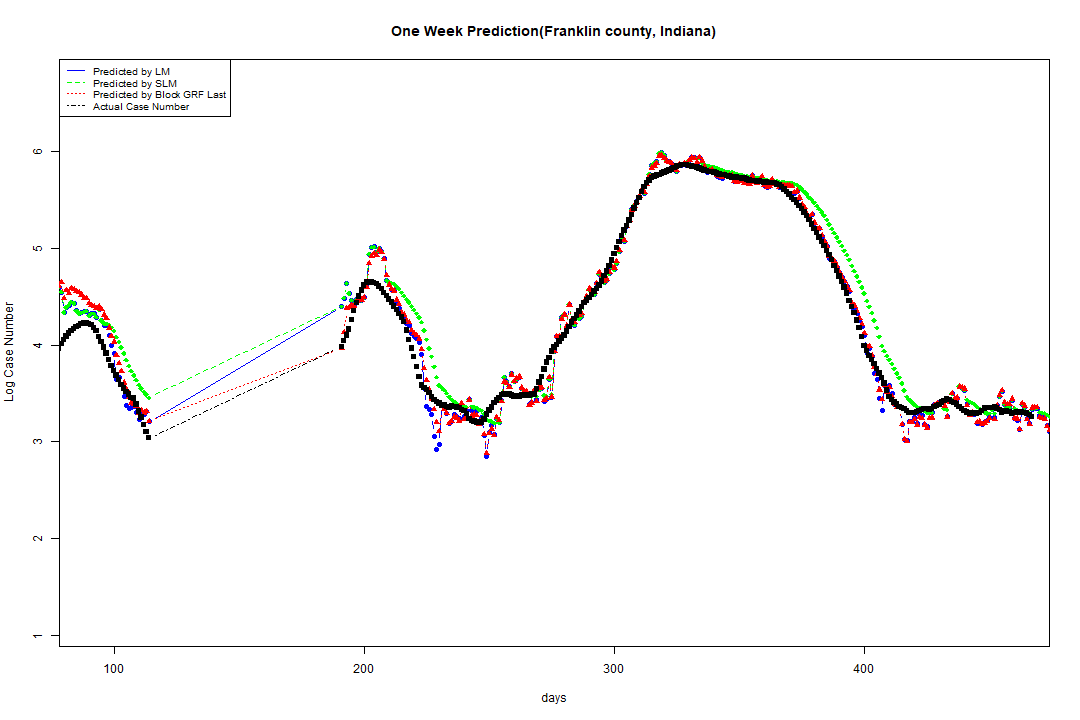 One Week Prediction(Franklin county, Indiana)
Predicted by LM
Predicted by SLM
Predicted by Block GRF Last
Actual Case Number
6
5
4
3
2
1
Log Case Number
100 200 300 400
days